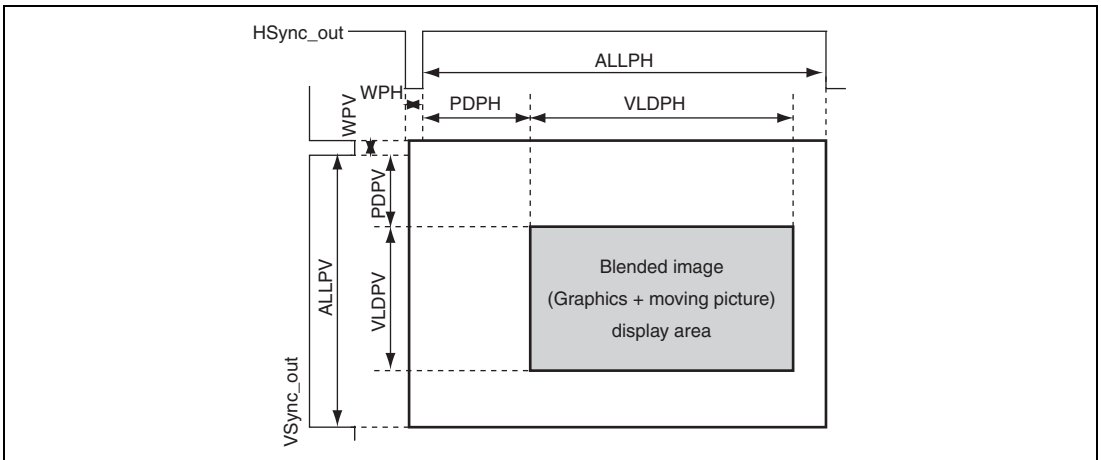 HSync_out
ALLPH
WPH
PDPH
VLDPH
WPV
PDPV
VLDPV
ALLPV
VSync_out
Blended image
(Graphics + moving picture)
display area